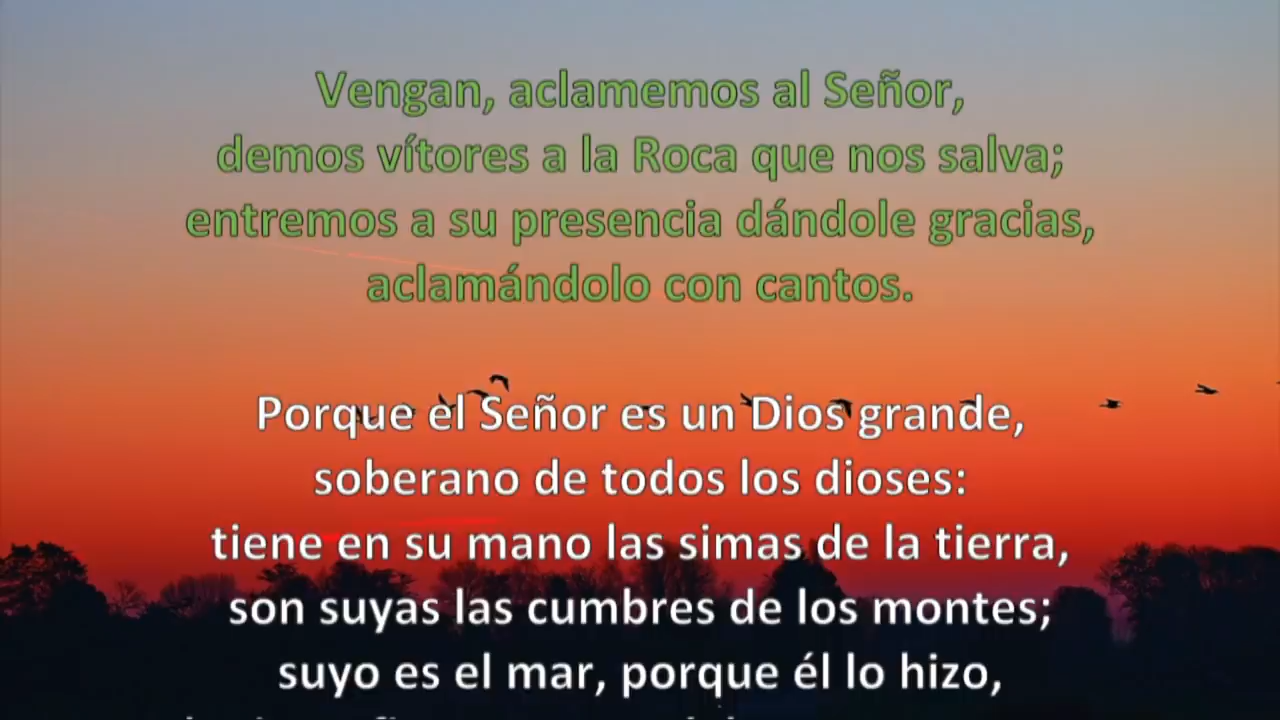 Vengan, aclamemos al Señor,
demos vítores a la Roca que nos salva;
entremos a su presencia dándole gracias,
aclamándolo con cantos.
Porque el Señor es un Dios grande,
soberano de todos los dioses:
tiene en su mano las simas de la tierra,
son suyas las cumbres de los montes;
suyo es el mar, porque él lo hizo,